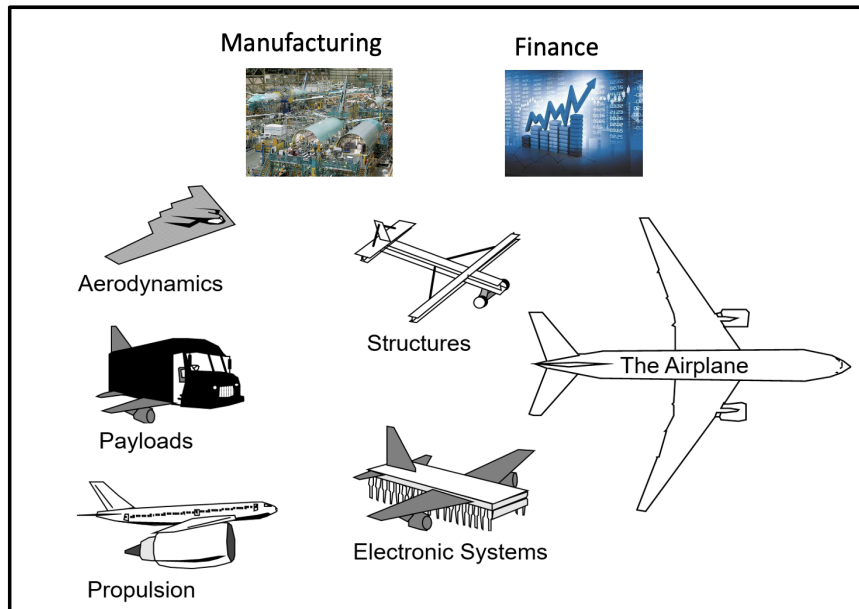 Manufacturing
Finance
Aerodynamics
Structures
The Airplane
Payloads
Electronic Systems
Propulsion